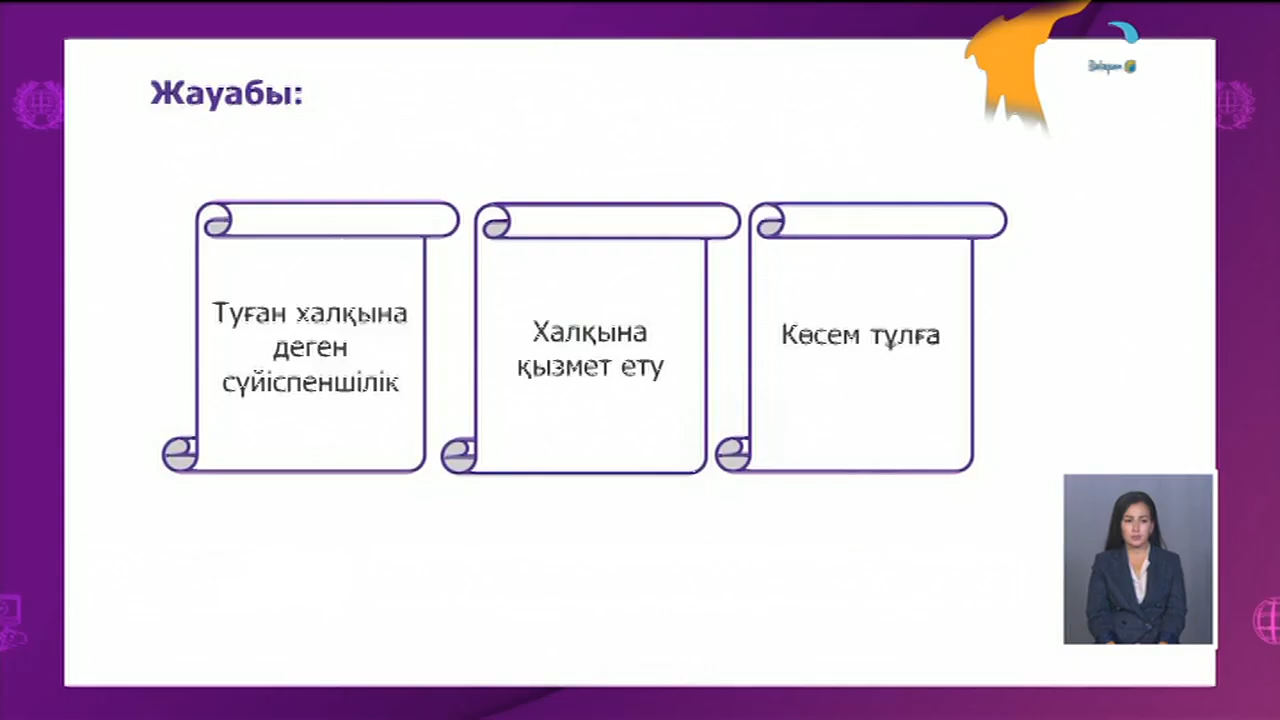 Жауабы:
Туған халқына
деген
сүйіспеншілік
Халқына
қызмет ету
Көсем тұлға